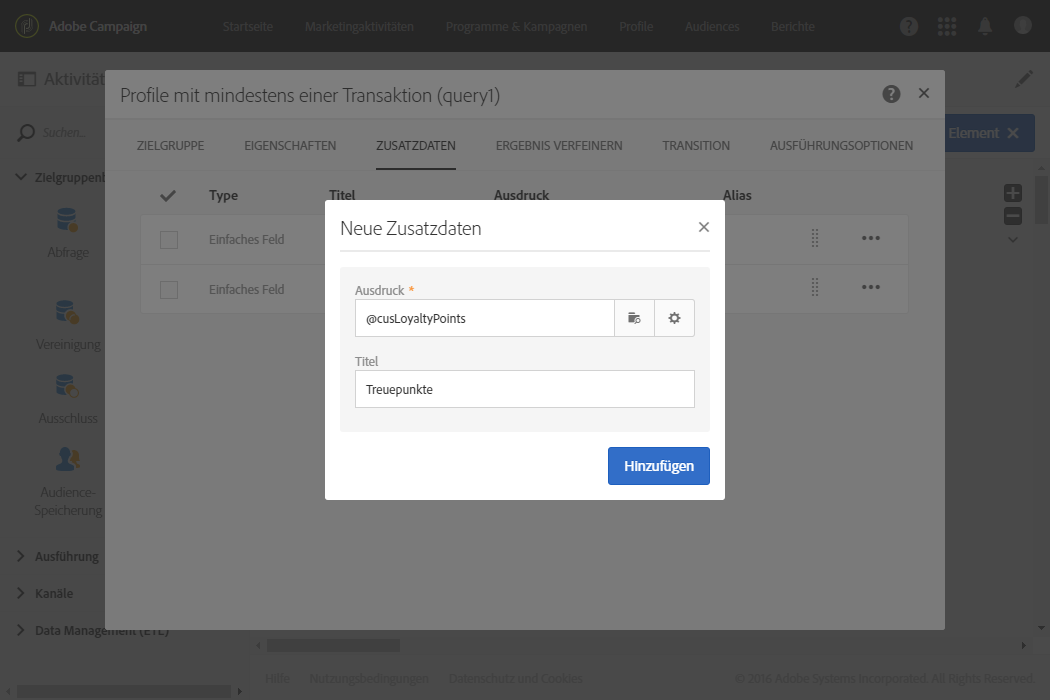 Adobe Campaign
Startseite Marketingaktivitäten Programme & Kampagnen Profile Audiences Berichte
Aktivität
Profile mit mindestens einer Transaktion (query1)
Suchen...
Element
ZIELGRUPPE EIGENSCHAFTEN ZUSATZDATEN ERGEBNIS VERFEINERN TRANSITION AUSFÜHRUNGSOPTIONEN
Type Titel Ausdruck Alias
Einfaches Feld
Einfaches Feld
Neue Zusatzdaten
Ausdruck *
@cusLoyaltyPoints
Titel
Treuepunkte
Hinzufügen
Abfrage
Vereinigung
Ausschluss
Audience-
Speicherung
Ausführung
Kanäle
Data Management (ETL)
Hilfe Nutzungsbedingungen Datenschutz und Cookies © 2016 Adobe Systems Incorporated. All Rights Reserved.